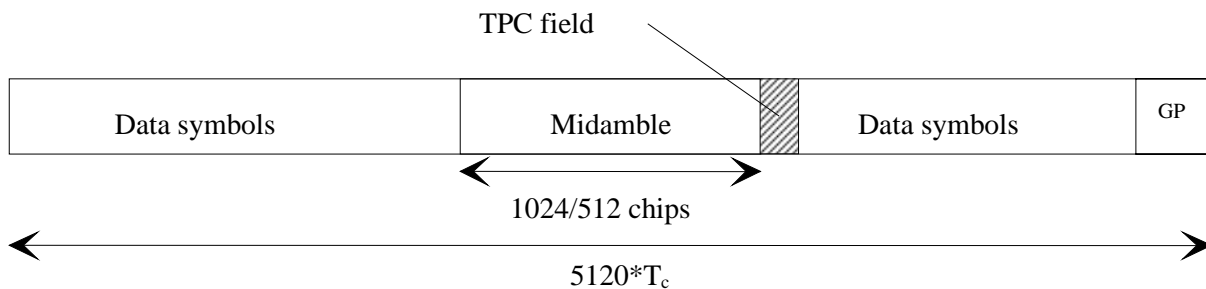 TPC field
Data symbols
Midamble
Data symbols
GP
1024/512 chips
5120*Tc